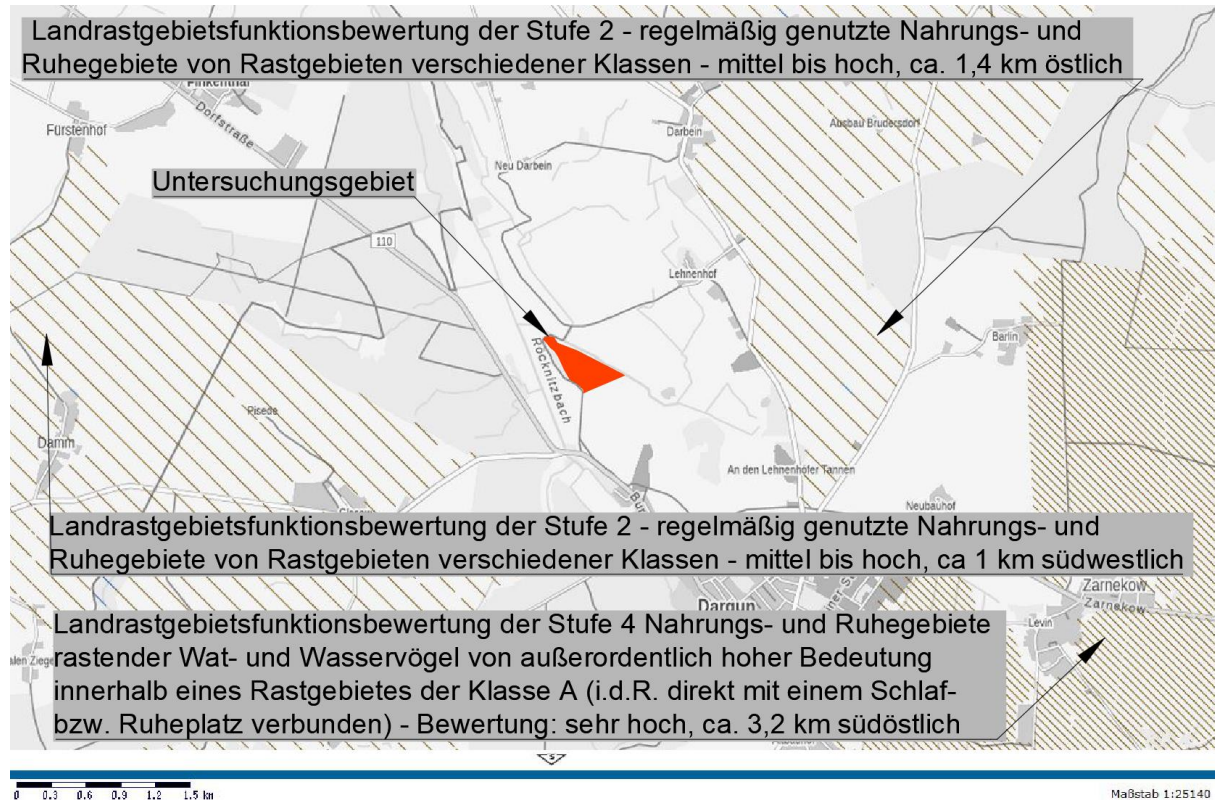 Landrastgebietsfunktionsbewertung der Stufe 2 - regelmäßig genutzte Nahrungs- und
Ruhegebiete von Rastgebieten verschiedener Klassen - mittel bis hoch, ca. 1,4 km östlich
Fürstenhof
Dorfstraße
Darbein
Ausbau Brudersdorf
Neu Darbein
Untersuchungsgebiet
110
Lehnenhof
Röcknitzbach
Barlin
Pisede
Damm
An den Lehnenhofer Tannen
Neubauhof
Landrastgebietsfunktionsbewertung der Stufe 2 - regelmäßig genutzte Nahrungs- und
Ruhegebiete von Rastgebieten verschiedener Klassen - mittel bis hoch, ca 1 km südwestlich
Zarnekow
Zarnekow
Dargun
Levin
Landrastgebietsfunktionsbewertung der Stufe 4 Nahrungs- und Ruhegebiete
rastender Wat- und Wasservögel von außerordentlich hoher Bedeutung
innerhalb eines Rastgebietes der Klasse A (i.d.R. direkt mit einem Schlaf-
bzw. Ruheplatz verbunden) - Bewertung: sehr hoch, ca. 3,2 km südöstlich
0 0.3 0.6 0.9 1.2 1.5 km
Maßstab 1:25140